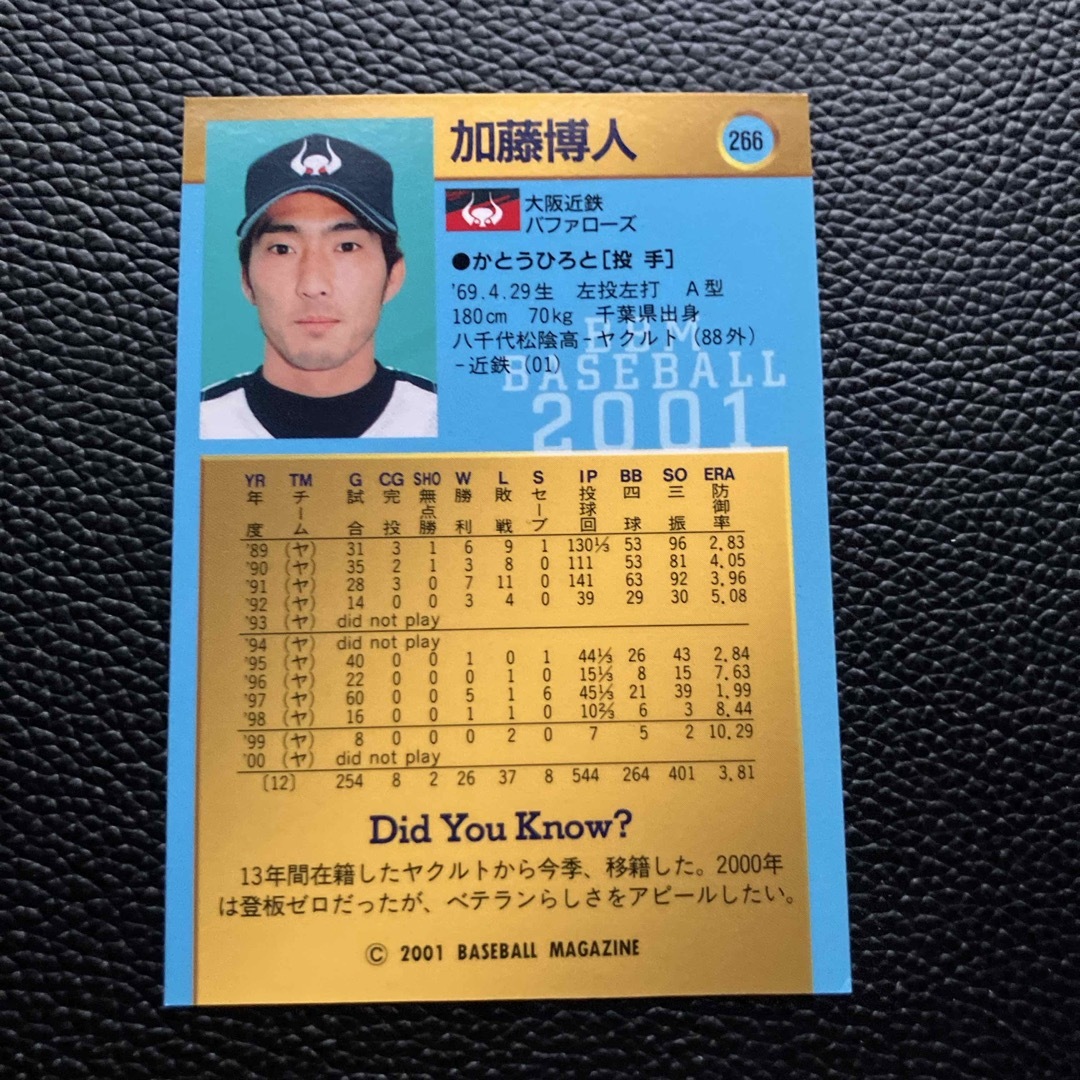 加藤博人
266
大阪近鉄
バファローズ
●かとうひろと[投 手]
'69.4.29生 左投左打 A型
180cm 70kg 千葉県出身
八千代松陰高-ヤクルト(88外)
-近鉄(01)
BBM
BASEBALL
2001
YR TM G CG SHO W L S IP BB SO ERA
年度 チーム 試合 完投 無点勝 勝利 敗戦 セーブ 投球回 四球 三振 防御率
'89 (ヤ) 31 3 1 6 9 1 130⅓ 53 96 2.83
'90 (ヤ) 35 2 1 3 8 0 111 53 81 4.05
'91 (ヤ) 28 3 0 7 11 0 141 63 92 3.96
'92 (ヤ) 14 0 0 3 4 0 39 29 30 5.08
'93 (ヤ) did not play
'94 (ヤ) did not play
'95 (ヤ) 40 0 0 1 0 1 44⅓ 26 43 2.84
'96 (ヤ) 22 0 0 0 1 0 15⅓ 8 15 7.63
'97 (ヤ) 60 0 0 5 1 6 45⅓ 21 39 1.99
'98 (ヤ) 16 0 0 1 1 0 10⅔ 6 3 8.44
'99 (ヤ) 8 0 0 0 2 0 7 5 2 10.29
'00 (ヤ) did not play
[12] 254 8 2 26 37 8 544 264 401 3.81
Did You Know?
13年間在籍したヤクルトから今季、移籍した。2000年
は登板ゼロだったが、ベテランらしさをアピールしたい。
© 2001 BASEBALL MAGAZINE